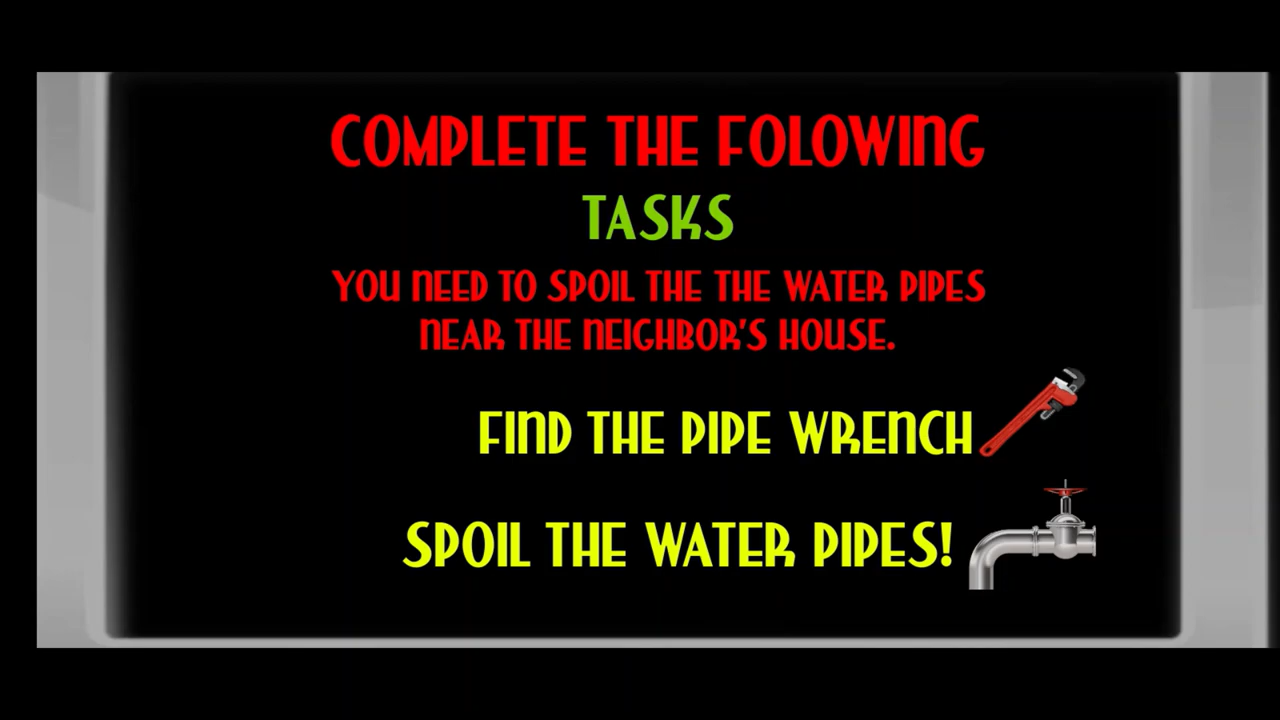 COMPLETE THE FOLOWING
TASKS
YOU NEED TO SPOIL THE THE WATER PIPES
NEAR THE NEIGHBOR'S HOUSE.
FIND THE PIPE WRENCH
SPOIL THE WATER PIPES!